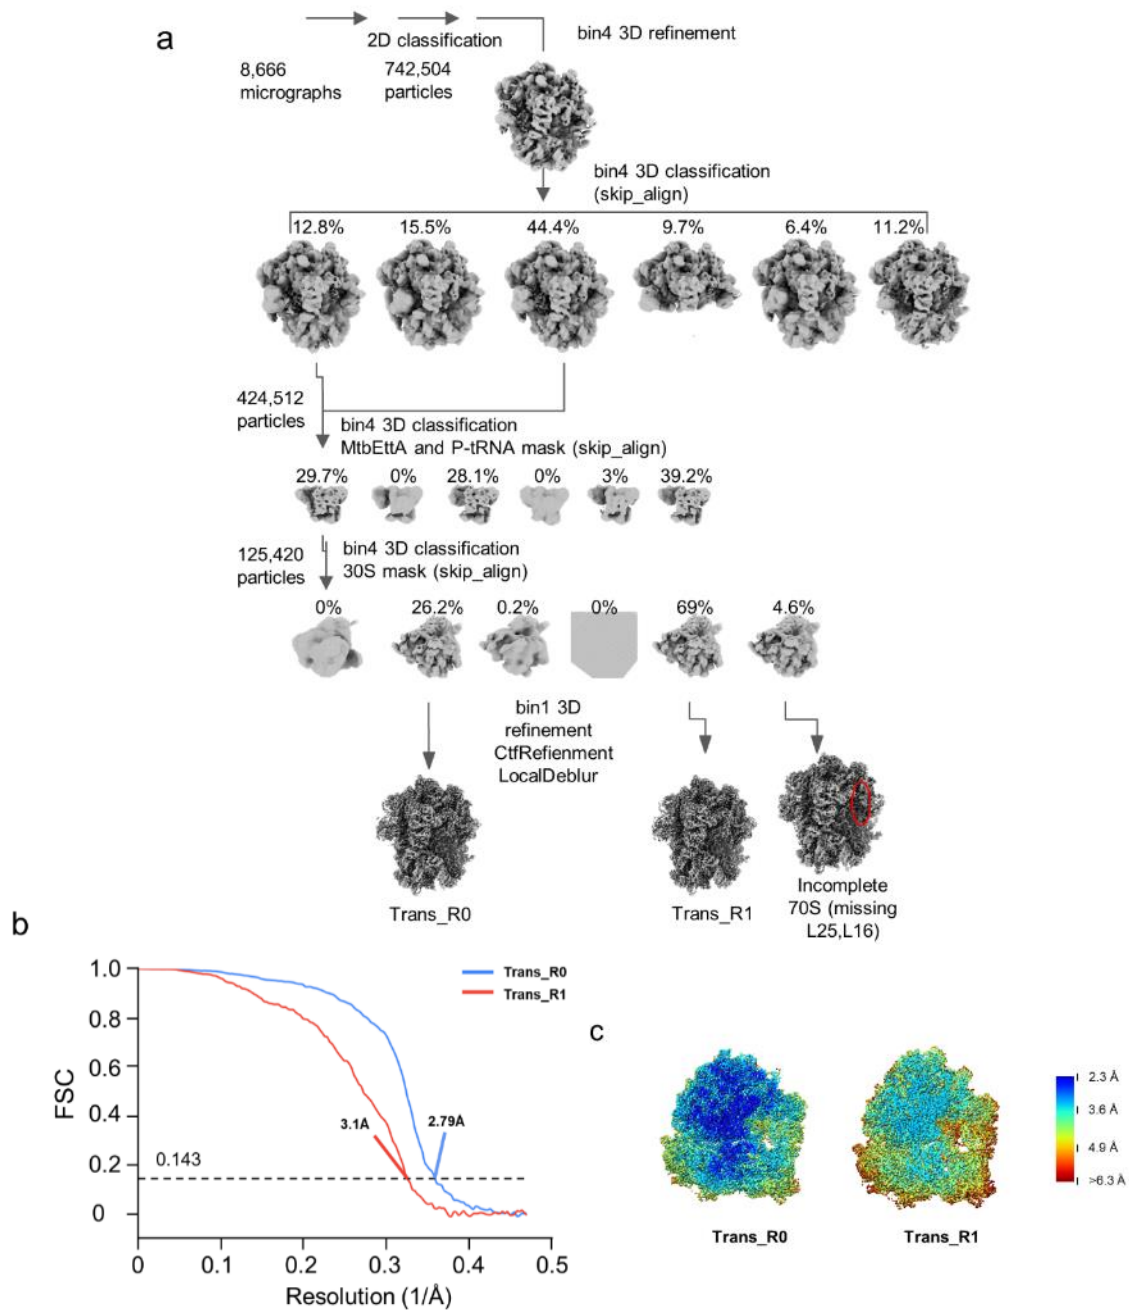 a
2D classification
bin4 3D refinement
8,666
micrographs
742,504
particles
bin4 3D classification
(skip_align)
12.8%
15.5%
44.4%
9.7%
6.4%
11.2%
424,512
particles
bin4 3D classification
MtbEttA and P-tRNA mask (skip_align)
29.7%
0%
28.1%
0%
3%
39.2%
125,420
particles
bin4 3D classification
30S mask (skip_align)
0%
26.2%
0.2%
0%
69%
4.6%
bin1 3D
refinement
CtfRefienment
LocalDeblur
Trans_R0
Trans_R1
Incomplete
70S (missing
L25,L16)
b
1.0
0.8
0.6
0.4
0.2
0
FSC
Trans_R0
Trans_R1
3.1Å
2.79Å
0.143
0
0.1
0.2
0.3
0.4
0.5
Resolution (1/Å)
c
2.3 Å
3.6 Å
4.9 Å
>6.3 Å
Trans_R0
Trans_R1